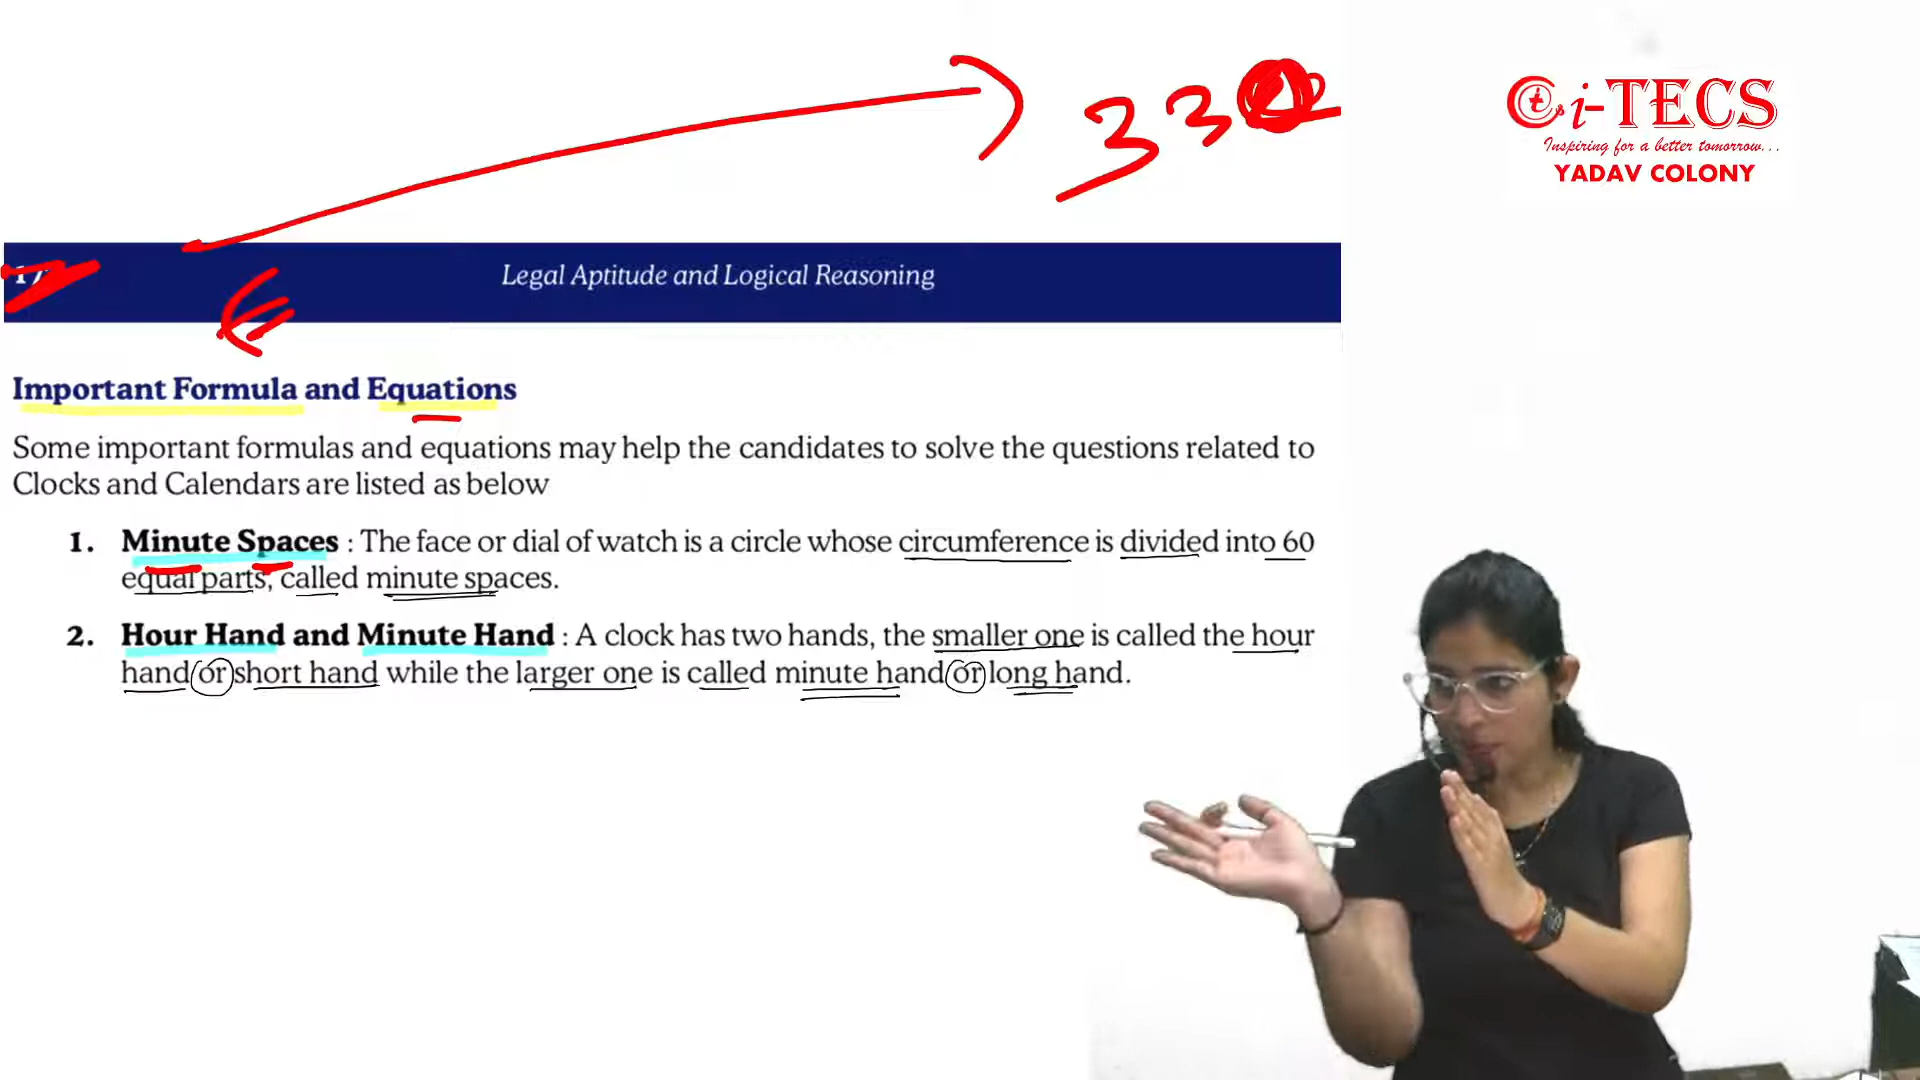 33
i-TECS
Inspiring for a better tomorrow...
YADAV COLONY
Legal Aptitude and Logical Reasoning
Important Formula and Equations
Some important formulas and equations may help the candidates to solve the questions related to
Clocks and Calendars are listed as below
1. Minute Spaces : The face or dial of watch is a circle whose circumference is divided into 60
equal parts, called minute spaces.
2. Hour Hand and Minute Hand : A clock has two hands, the smaller one is called the hour
hand or short hand while the larger one is called minute hand or long hand.